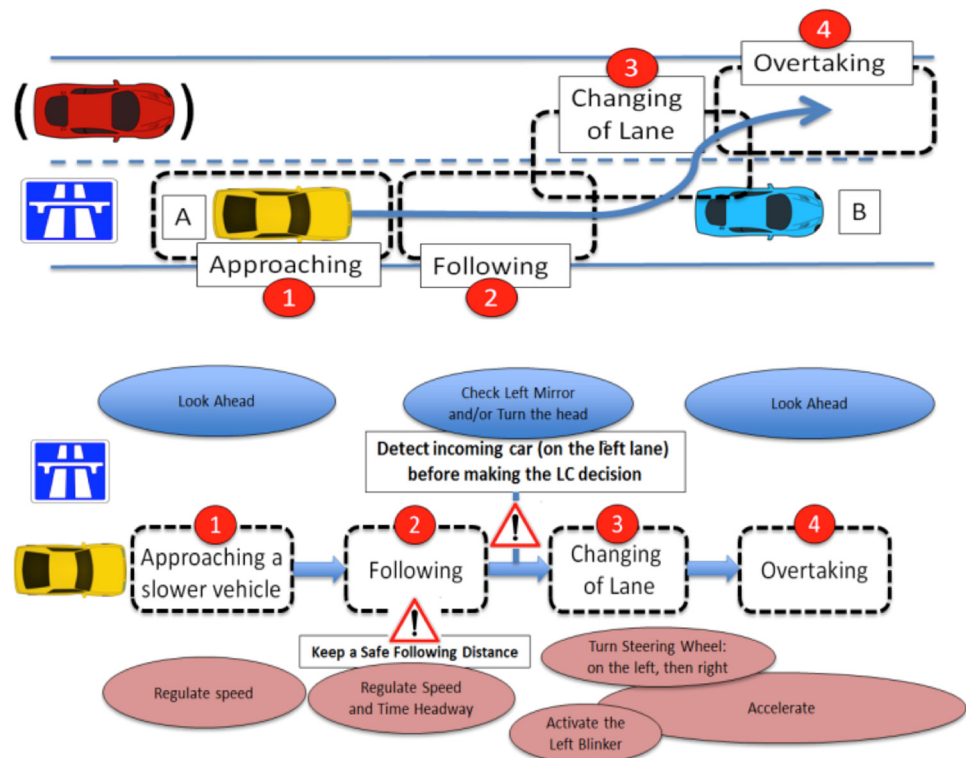 4
Overtaking
3
Changing
of Lane
A
B
Approaching
Following
1
2
Look Ahead
Check Left Mirror
and/or Turn the head
Look Ahead
Detect incoming car (on the left lane)
before making the LC decision
!
1
2
3
4
Approaching a
slower vehicle
Following
Changing
of Lane
Overtaking
!
Keep a Safe Following Distance
Turn Steering Wheel:
on the left, then right
Regulate speed
Regulate Speed
and Time Headway
Accelerate
Activate the
Left Blinker